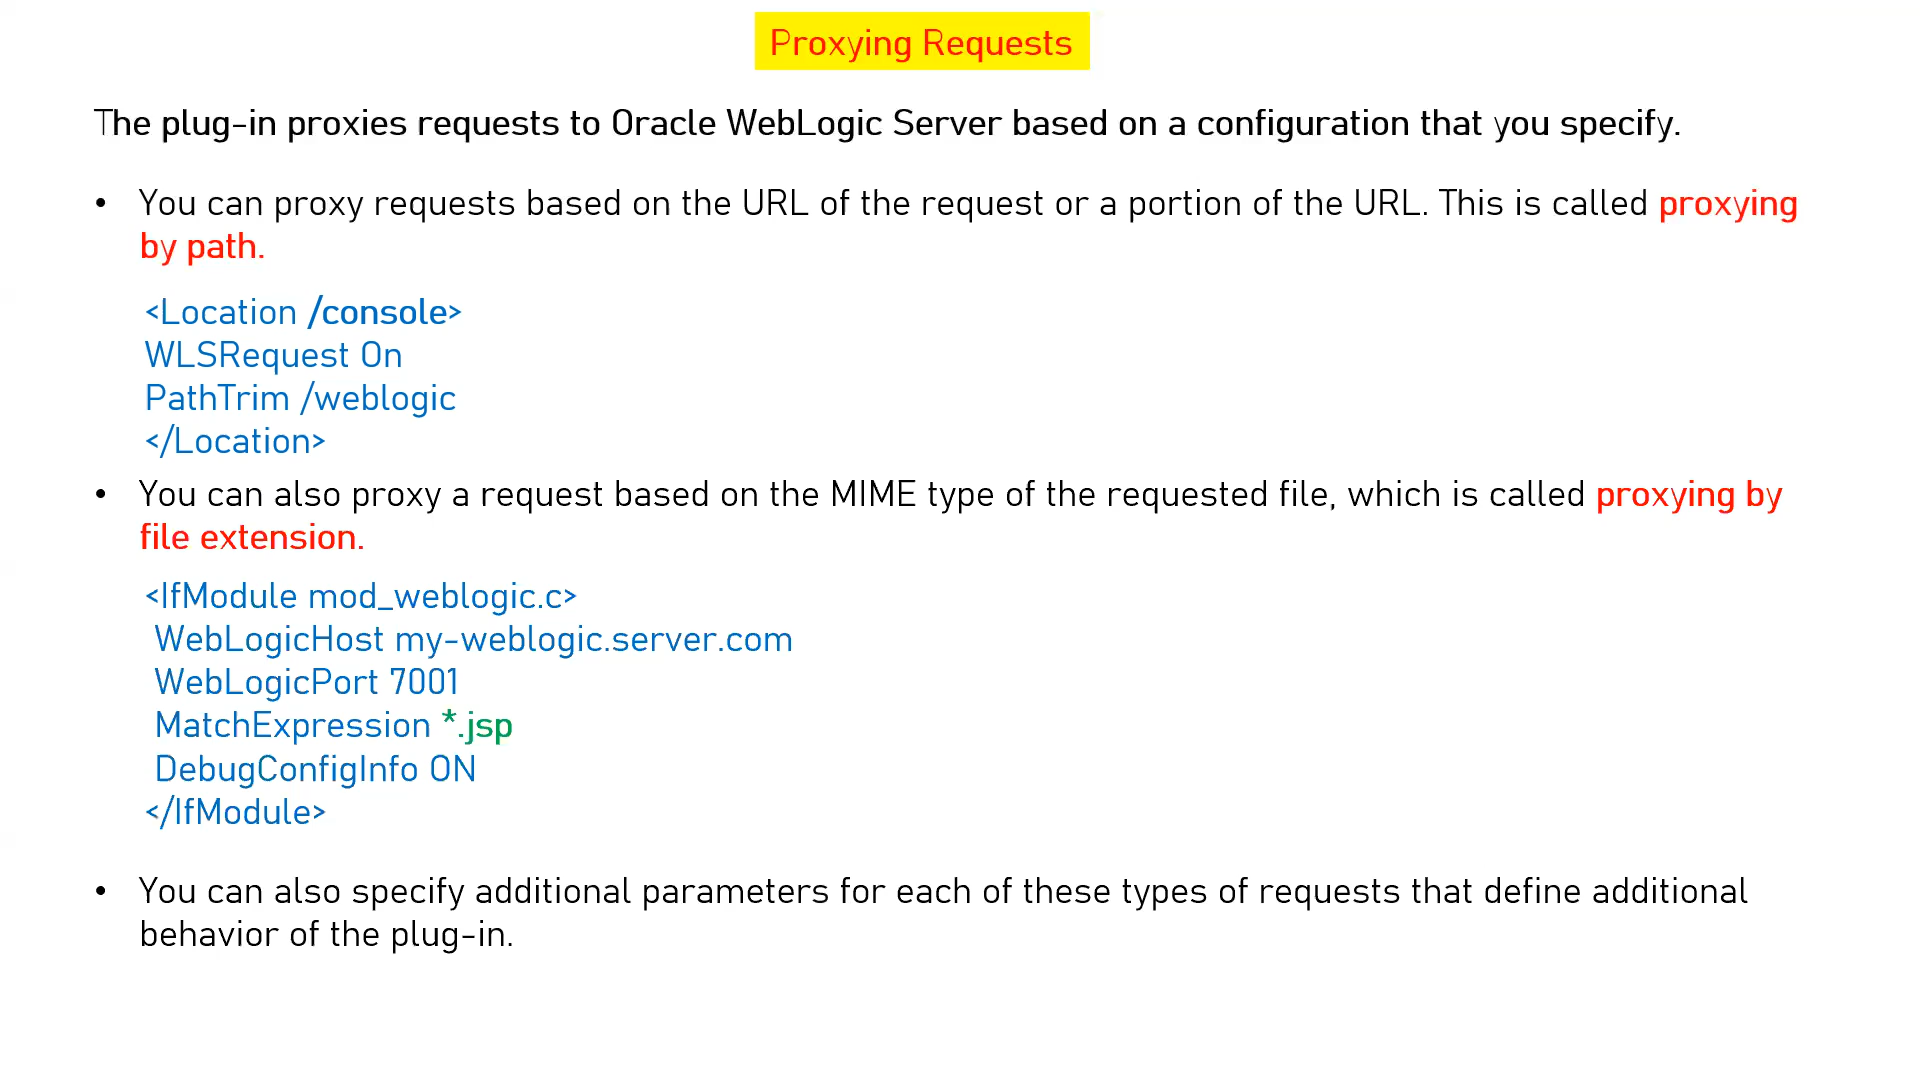 Proxying Requests
The plug-in proxies requests to Oracle WebLogic Server based on a configuration that you specify.
• You can proxy requests based on the URL of the request or a portion of the URL. This is called proxying
by path.
<Location /console>
WLSRequest On
PathTrim /weblogic
</Location>
• You can also proxy a request based on the MIME type of the requested file, which is called proxying by
file extension.
<IfModule mod_weblogic.c>
WebLogicHost my-weblogic.server.com
WebLogicPort 7001
MatchExpression *.jsp
DebugConfigInfo ON
</IfModule>
• You can also specify additional parameters for each of these types of requests that define additional
behavior of the plug-in.